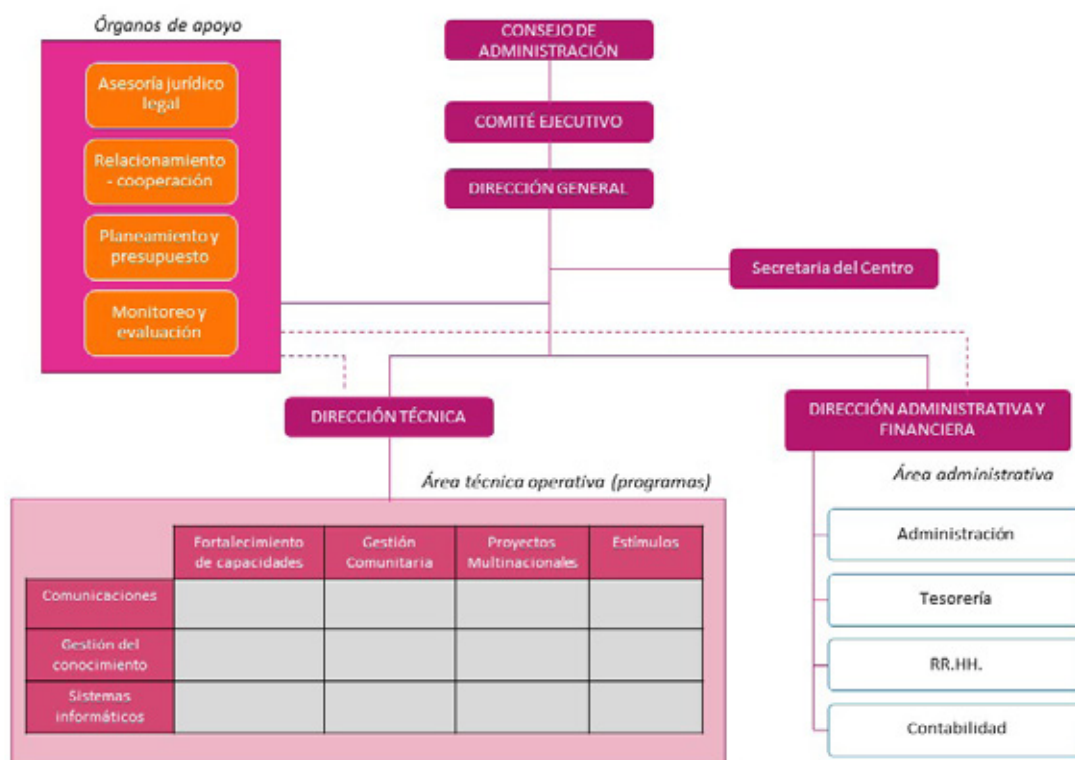 Órganos de apoyo
Asesoría jurídico
legal
Relacionamiento
- cooperación
Planeamiento y
presupuesto
Monitoreo y
evaluación
CONSEJO DE
ADMINISTRACIÓN
COMITÉ EJECUTIVO
DIRECCIÓN GENERAL
Secretaria del Centro
DIRECCIÓN TÉCNICA
DIRECCIÓN ADMINISTRATIVA Y
FINANCIERA
Área técnica operativa (programas)
Fortalecimiento
de capacidades
Gestión
Comunitaria
Proyectos
Multinacionales
Estímulos
Comunicaciones
Gestión del
conocimiento
Sistemas
informáticos
Área administrativa
Administración
Tesorería
RR.HH.
Contabilidad